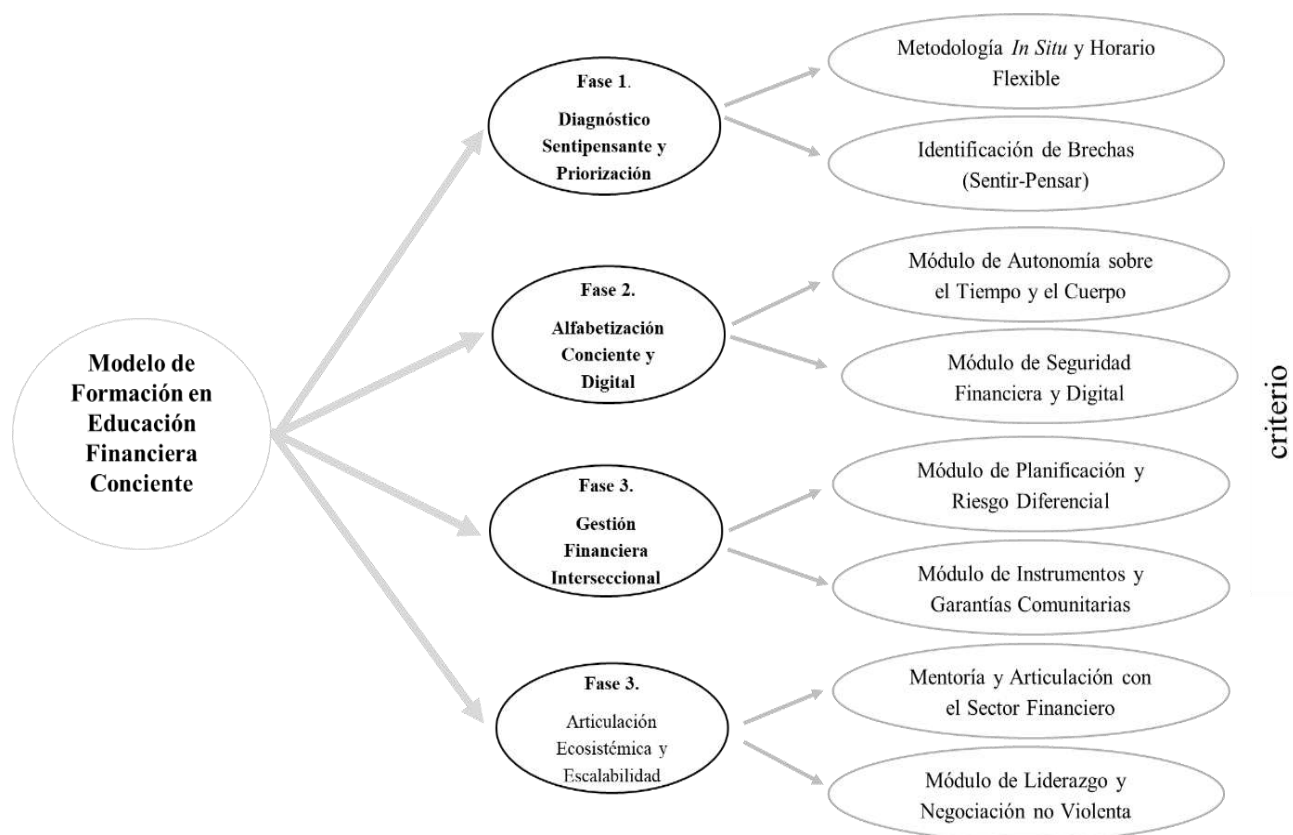 Modelo de
Formación en
Educación
Financiera
Conciente
Fase 1.
Diagnóstico
Sentipensante y
Priorización
Metodología In Situ y Horario
Flexible
Identificación de Brechas
(Sentir-Pensar)
Fase 2.
Alfabetización
Conciente y
Digital
Módulo de Autonomía sobre
el Tiempo y el Cuerpo
Módulo de Seguridad
Financiera y Digital
Fase 3.
Gestión
Financiera
Interseccional
Módulo de Planificación y
Riesgo Diferencial
Módulo de Instrumentos y
Garantías Comunitarias
Fase 3.
Articulación
Ecosistémica y
Escalabilidad
Mentoría y Articulación con
el Sector Financiero
Módulo de Liderazgo y
Negociación no Violenta
criterio